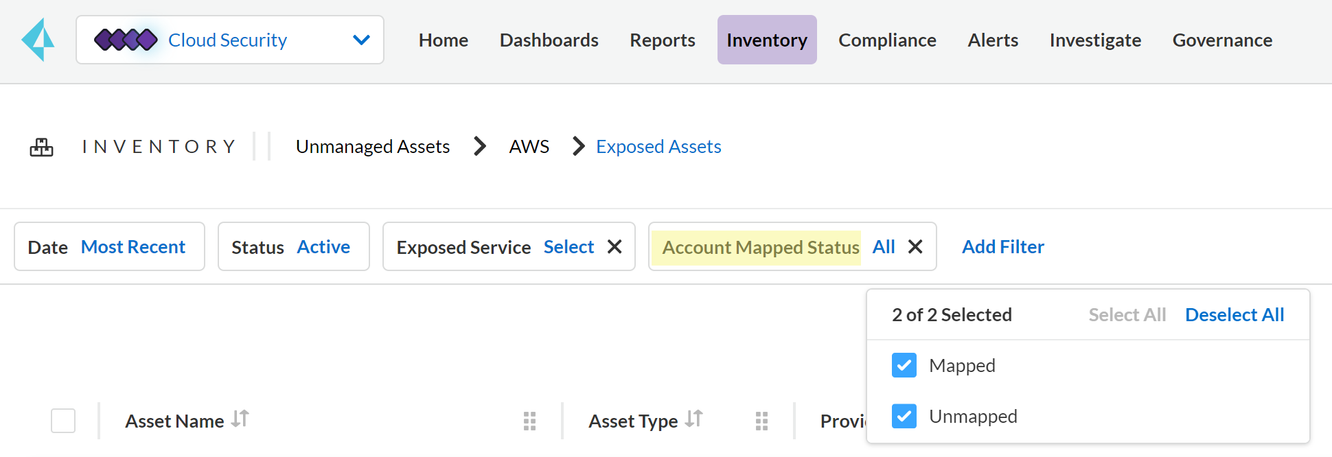 Cloud Security Home Dashboards Reports Inventory Compliance Alerts Investigate Governance
INVENTORY Unmanaged Assets AWS Exposed Assets
Date Most Recent Status Active Exposed Service Select Account Mapped Status All Add Filter
2 of 2 Selected Select All Deselect All
Mapped
Unmapped
Asset Name Asset Type